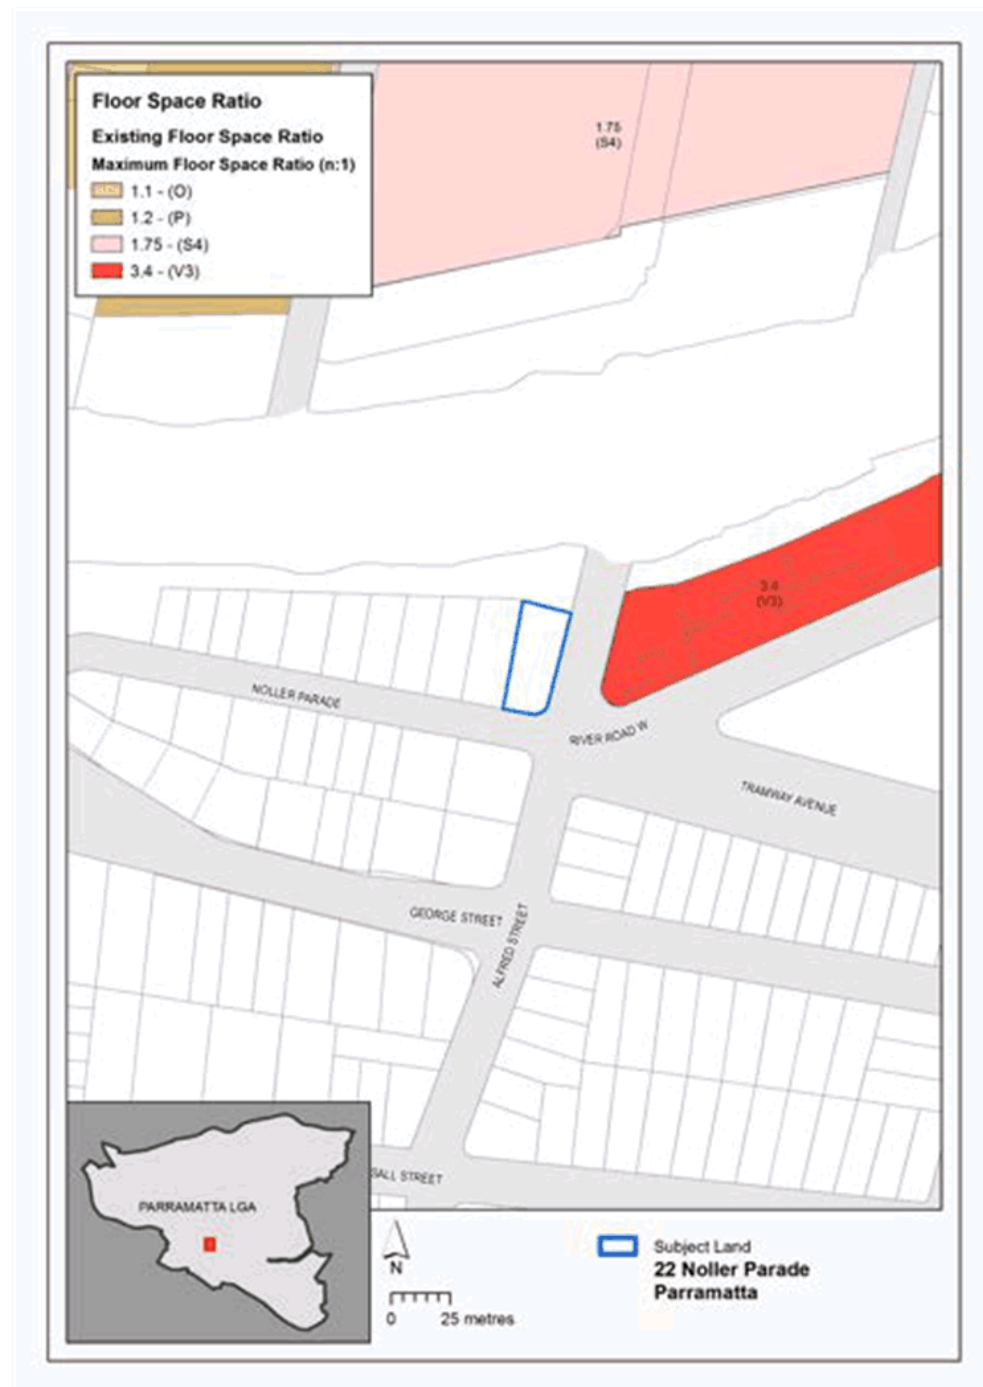 Floor Space Ratio
Existing Floor Space Ratio
Maximum Floor Space Ratio (n:1)
1.1 - (O)
1.2 - (P)
1.75 - (S4)
3.4 - (V3)
1.75
(S4)
3.4
(V3)
NOLLER PARADE
RIVER ROAD W
TRAMWAY AVENUE
GEORGE STREET
ALFRED STREET
STREET
PARRAMATTA LGA
N
0 25 metres
Subject Land
22 Noller Parade
Parramatta